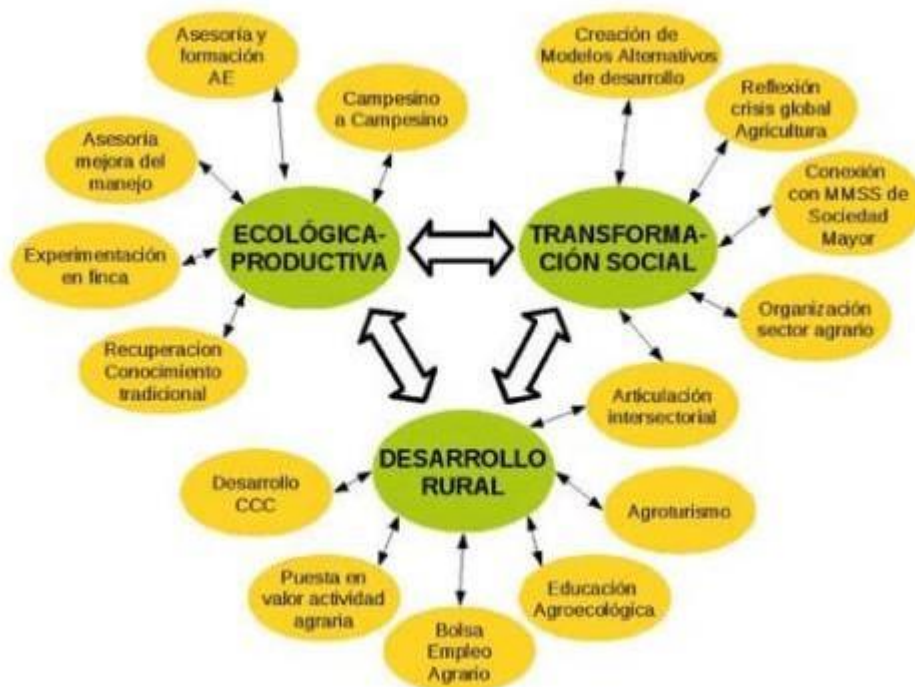 Asesoría y
formación
AE
Campesino
a Campesino
Asesoría
mejora del
manejo
Experimentación
en finca
Recuperacion
Conocimiento
tradicional
ECOLÓGICA-
PRODUCTIVA
Creación de
Modelos Alternativos
de desarrollo
Reflexión
crisis global
Agricultura
Conexión
con MMSS de
Sociedad
Mayor
Organización
sector agrario
TRANSFORMA-
CIÓN SOCIAL
Articulación
intersectorial
DESARROLLO
RURAL
Desarrollo
CCC
Puesta en
valor actividad
agraria
Bolsa
Empleo
Agrario
Educación
Agroecológica
Agroturismo